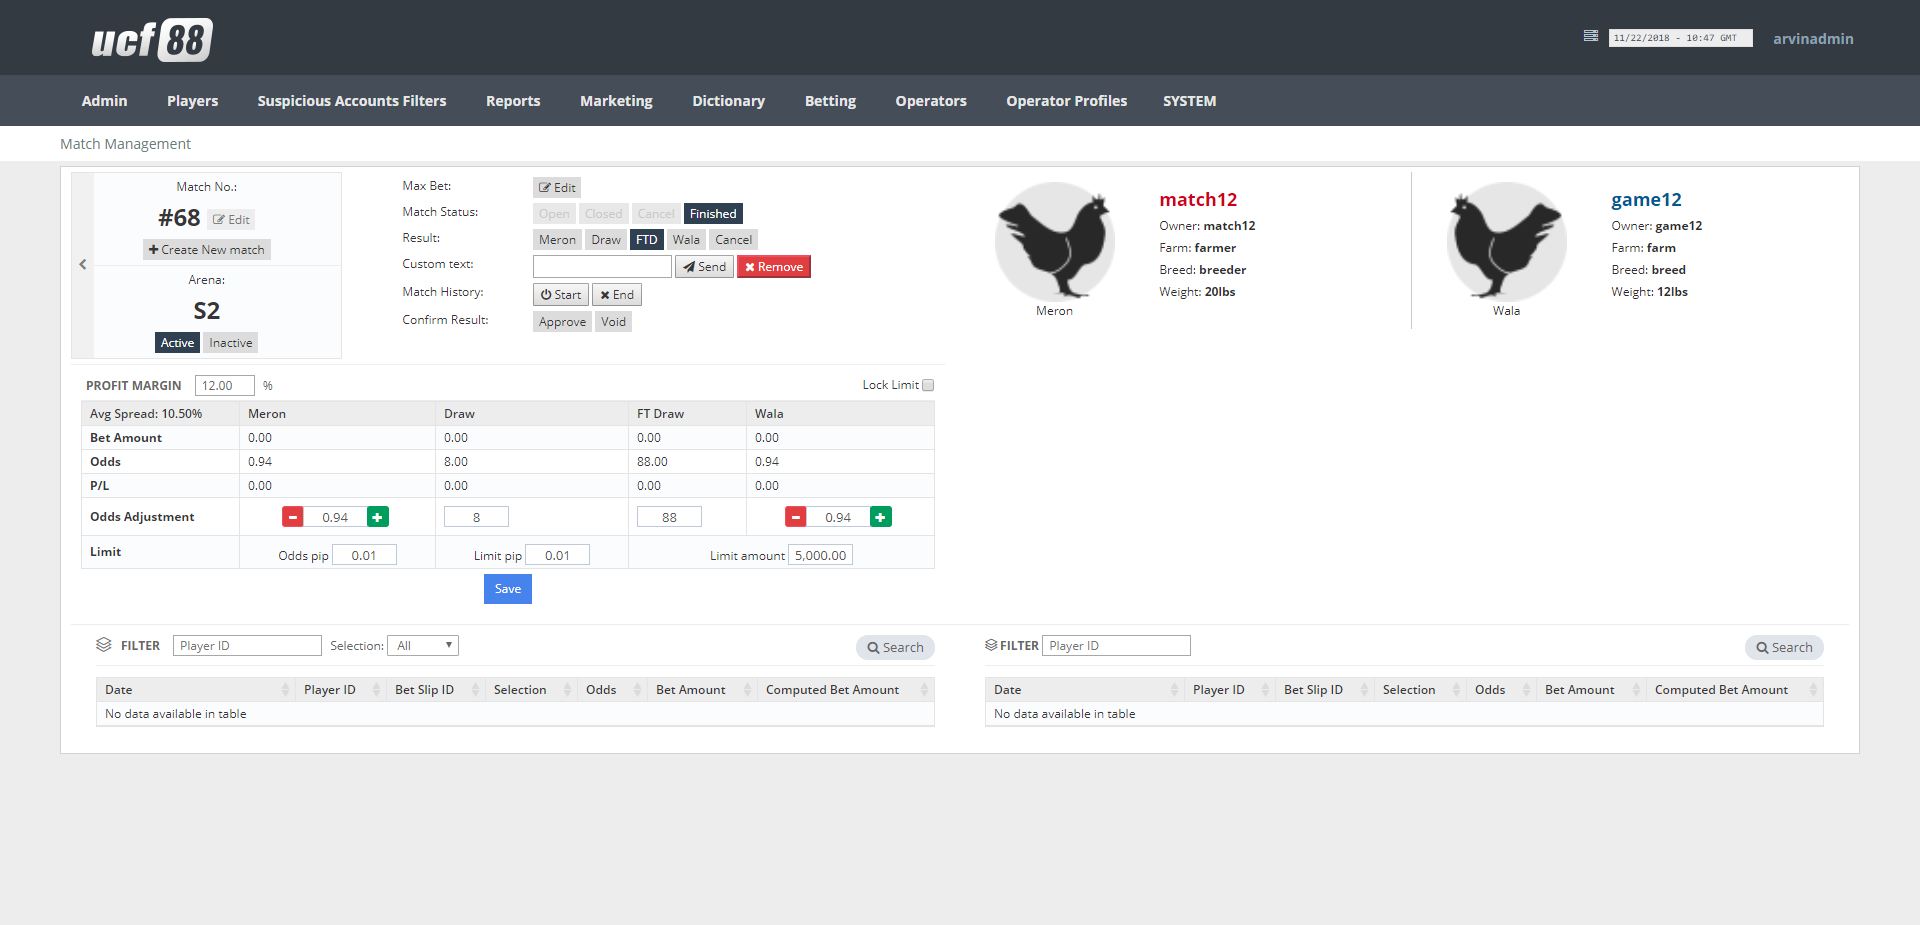 ucf 88
11/22/2018 - 10:47 GMT
arvinadmin
Admin Players Suspicious Accounts Filters Reports Marketing Dictionary Betting Operators Operator Profiles SYSTEM
Match Management
Match No.:
#68 Edit
Create New match
Arena:
S2
Active Inactive
Max Bet: Edit
Match Status: Open Closed Cancel Finished
Result: Meron Draw FTD Wala Cancel
Custom text: Send Remove
Match History: Start End
Confirm Result: Approve Void
Meron
match12
Owner: match12
Farm: farmer
Breed: breeder
Weight: 20lbs
Wala
game12
Owner: game12
Farm: farm
Breed: breed
Weight: 12lbs
PROFIT MARGIN 12.00 % Lock Limit
Avg Spread: 10.50% Meron Draw FT Draw Wala
Bet Amount 0.00 0.00 0.00 0.00
Odds 0.94 8.00 88.00 0.94
P/L 0.00 0.00 0.00 0.00
Odds Adjustment 0.94 8 88 0.94
Limit Odds pip 0.01 Limit pip 0.01 Limit amount 5,000.00
Save
FILTER Player ID Selection: All Search
Date Player ID Bet Slip ID Selection Odds Bet Amount Computed Bet Amount
No data available in table
FILTER Player ID Search
Date Player ID Bet Slip ID Selection Odds Bet Amount Computed Bet Amount
No data available in table